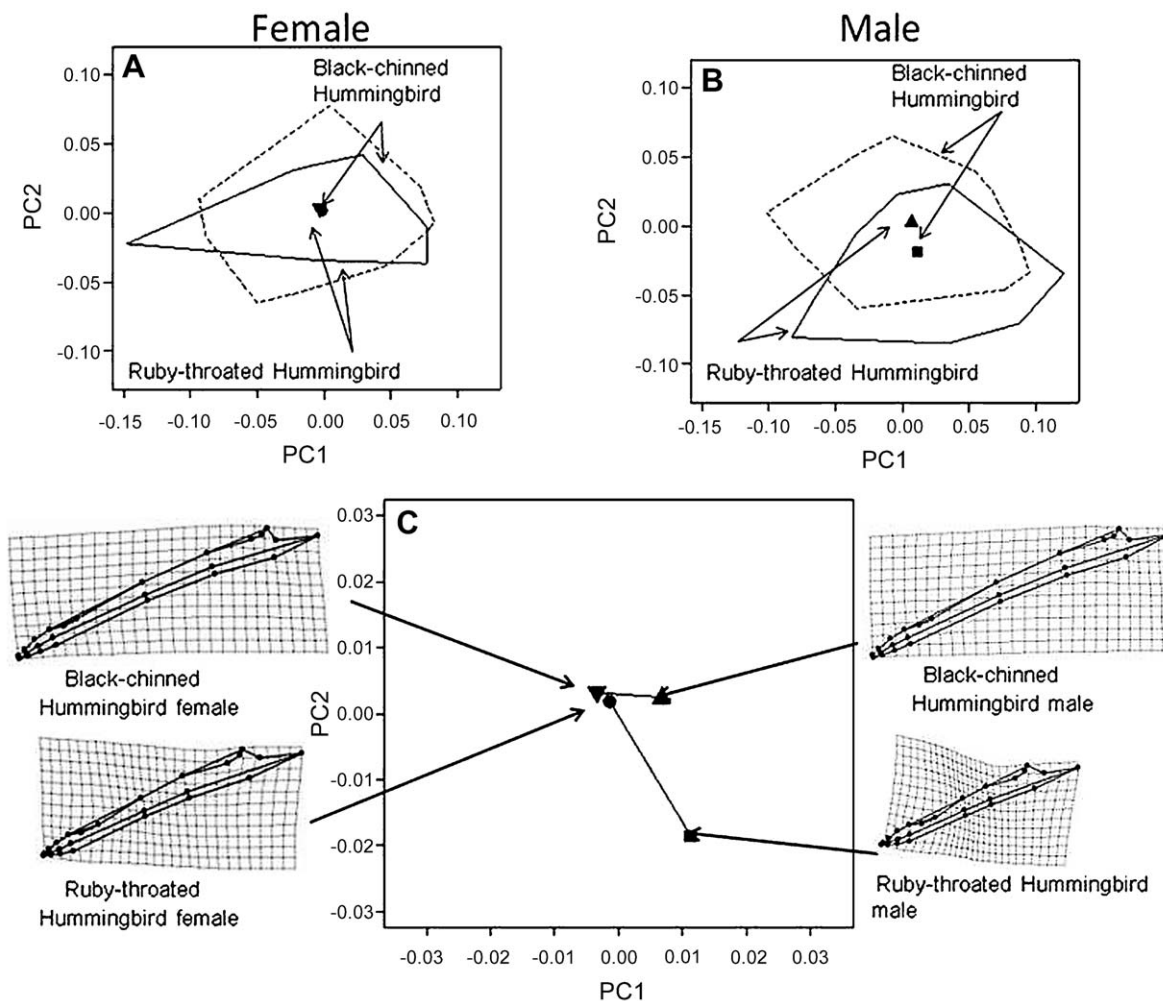 Female
Male
A
Black-chinned
Hummingbird
0.10
0.05
0.00
-0.05
-0.10
PC2
Ruby-throated Hummingbird
-0.15
-0.10
-0.05
0.00
0.05
0.10
PC1
B
Black-chinned
Hummingbird
0.10
0.05
0.00
-0.05
-0.10
PC2
Ruby-throated Hummingbird
-0.15
-0.10
-0.05
0.00
0.05
0.10
PC1
C
0.03
0.02
0.01
0.00
-0.01
-0.02
-0.03
PC2
-0.03
-0.02
-0.01
0.00
0.01
0.02
0.03
PC1
Black-chinned
Hummingbird female
Ruby-throated
Hummingbird female
Black-chinned
Hummingbird male
Ruby-throated Hummingbird
male